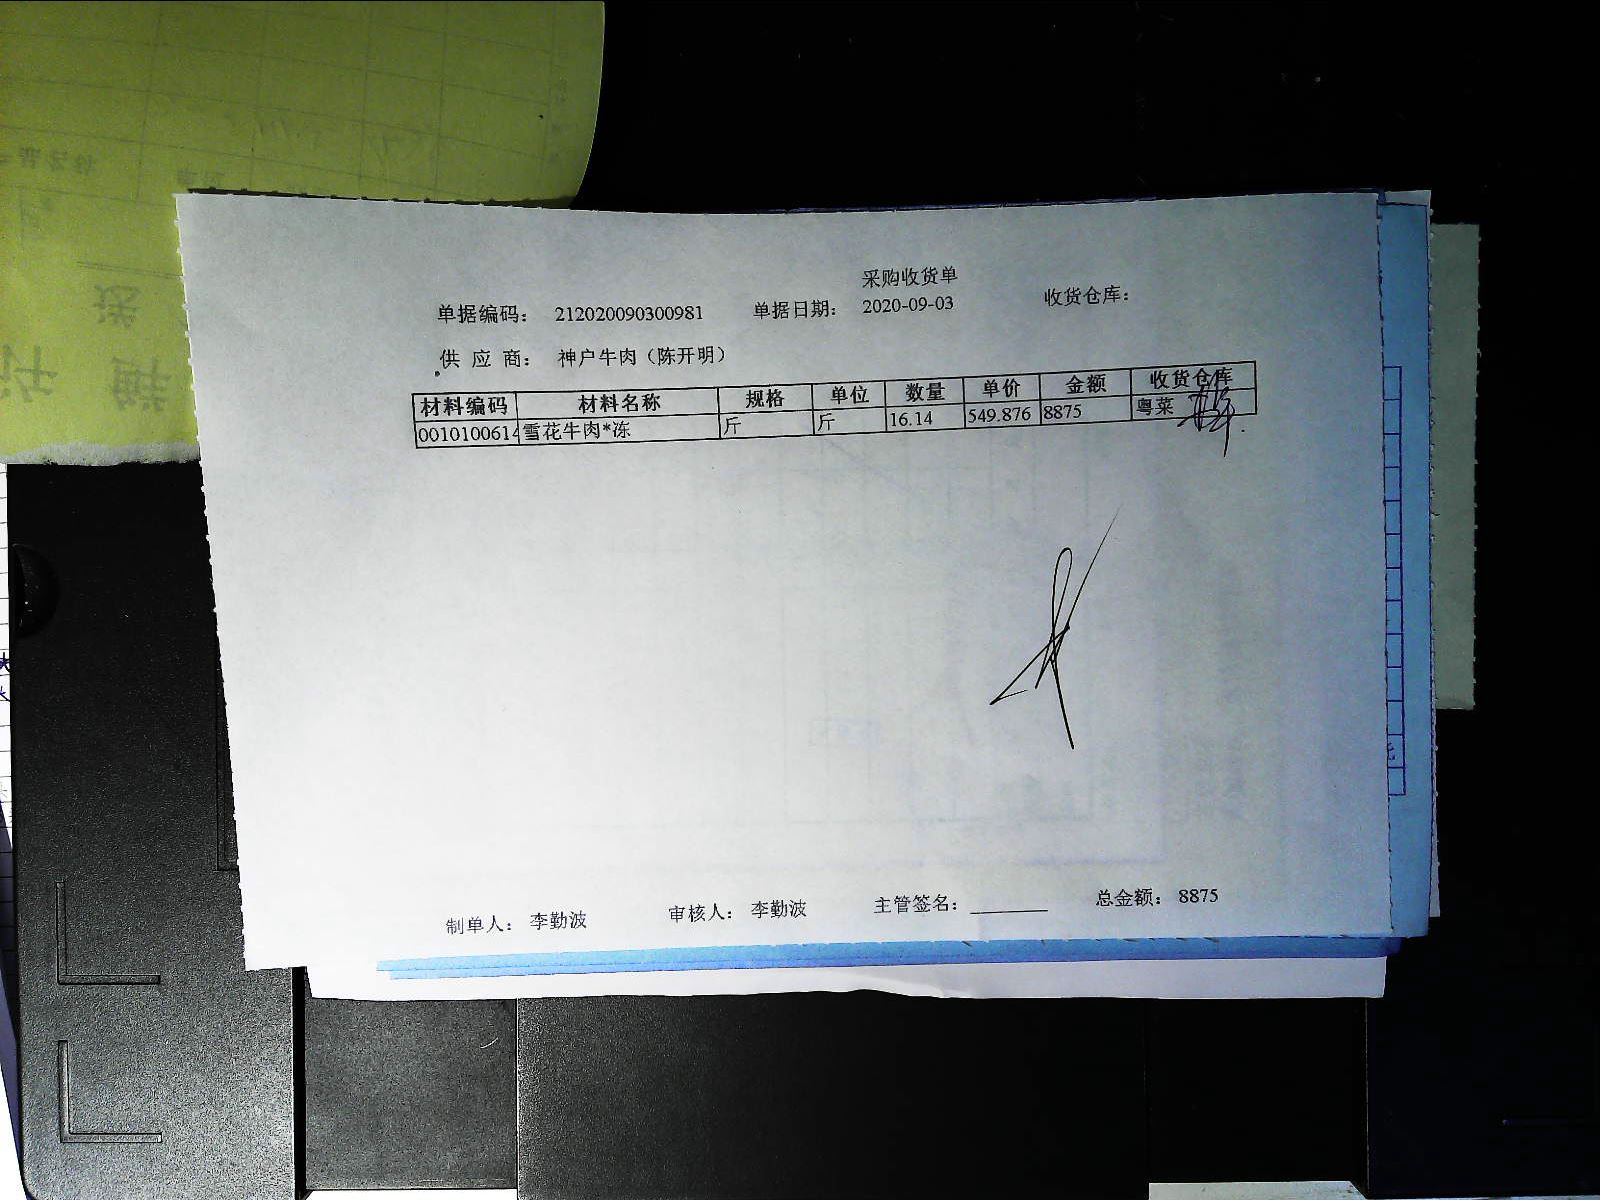 采购收货单
单据编码： 212020090300981 单据日期： 2020-09-03 收货仓库：
供 应 商： 神户牛肉（陈开明）
材料编码 材料名称 规格 单位 数量 单价 金额 收货仓库
0010100614 雪花牛肉*冻 斤 斤 16.14 549.876 8875 粤菜
制单人： 李勤波 审核人： 李勤波 主管签名： 总金额： 8875